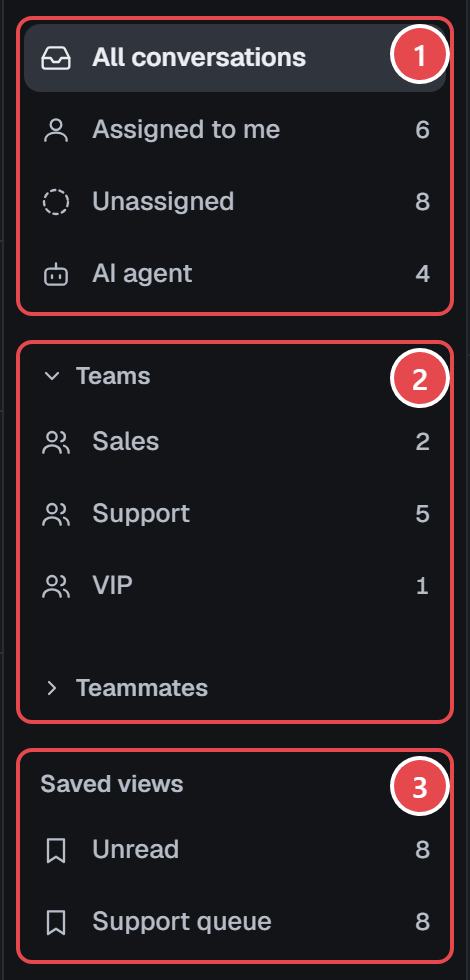 All conversations 1
Assigned to me 6
Unassigned 8
AI agent 4
Teams 2
Sales 2
Support 5
VIP 1
Teammates
Saved views 3
Unread 8
Support queue 8